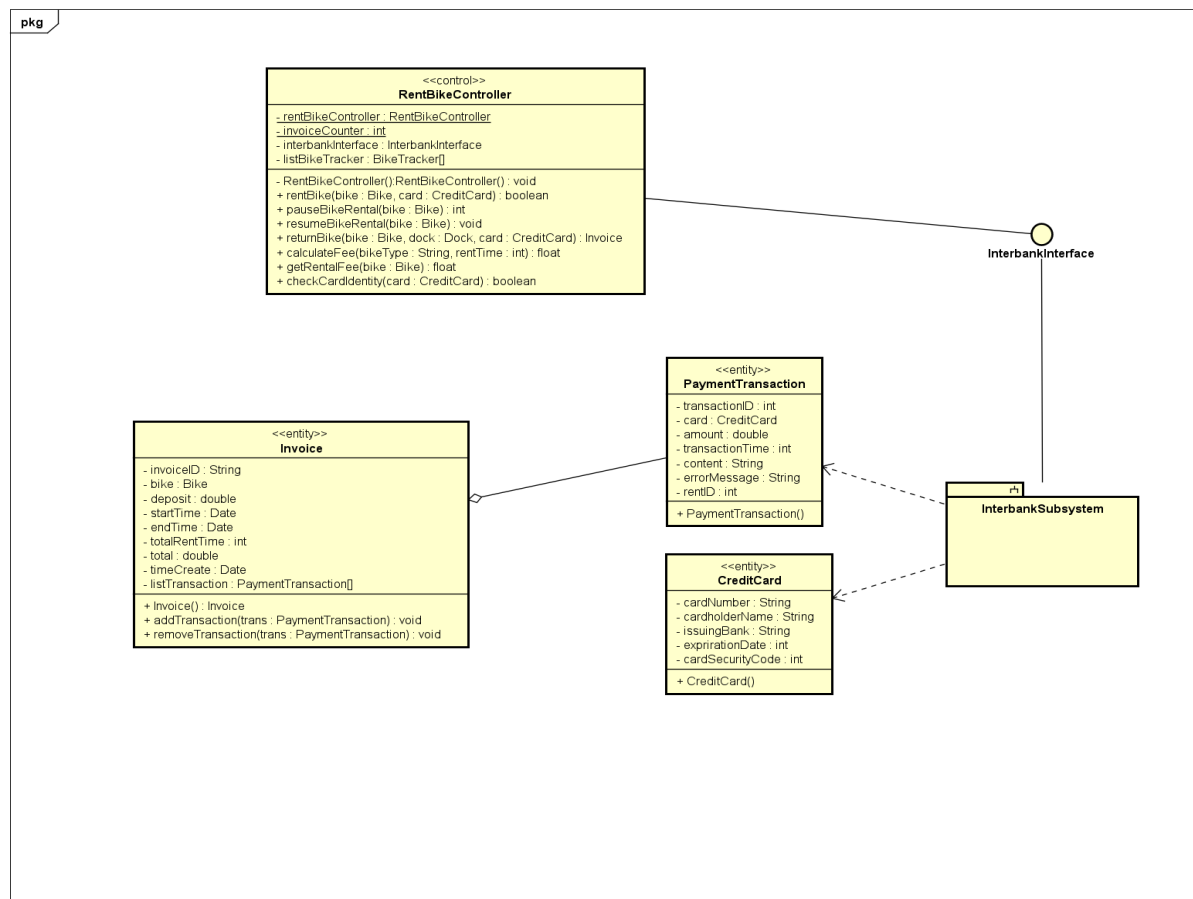 pkg
<<control>>
RentBikeController
- rentBikeController : RentBikeController
- invoiceCounter : int
- interbankInterface : InterbankInterface
- listBikeTracker : BikeTracker[]
- RentBikeController():RentBikeController() : void
+ rentBike(bike : Bike, card : CreditCard) : boolean
+ pauseBikeRental(bike : Bike) : int
+ resumeBikeRental(bike : Bike) : void
+ returnBike(bike : Bike, dock : Dock, card : CreditCard) : Invoice
+ calculateFee(bikeType : String, rentTime : int) : float
+ getRentalFee(bike : Bike) : float
+ checkCardIdentity(card : CreditCard) : boolean
InterbankInterface
<<entity>>
PaymentTransaction
- transactionID : int
- card : CreditCard
- amount : double
- transactionTime : int
- content : String
- errorMessage : String
- rentID : int
+ PaymentTransaction()
<<entity>>
Invoice
- invoiceID : String
- bike : Bike
- deposit : double
- startTime : Date
- endTime : Date
- totalRentTime : int
- total : double
- timeCreate : Date
- listTransaction : PaymentTransaction[]
+ Invoice() : Invoice
+ addTransaction(trans : PaymentTransaction) : void
+ removeTransaction(trans : PaymentTransaction) : void
InterbankSubsystem
<<entity>>
CreditCard
- cardNumber : String
- cardholderName : String
- issuingBank : String
- exprirationDate : int
- cardSecurityCode : int
+ CreditCard()